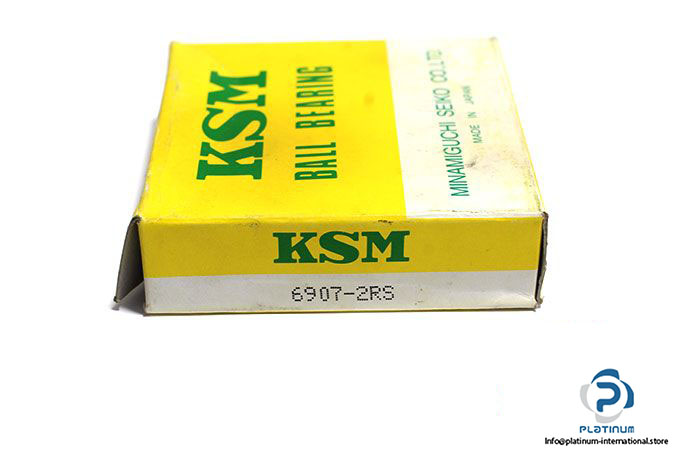 KSM
BALL BEARING
MINAMIGUCHI SEIKO CO.,LTD.
MADE IN JAPAN
KSM
6907-2RS
PLATINUM
Info@platinum-international.store